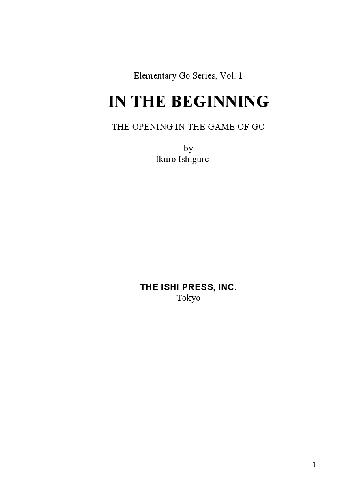 Elementary Go Series, Vol. 1
IN THE BEGINNING
THE OPENING IN THE GAME OF GO
by
Ikuro Ishigure
THE ISHI PRESS, INC.
Tokyo
1